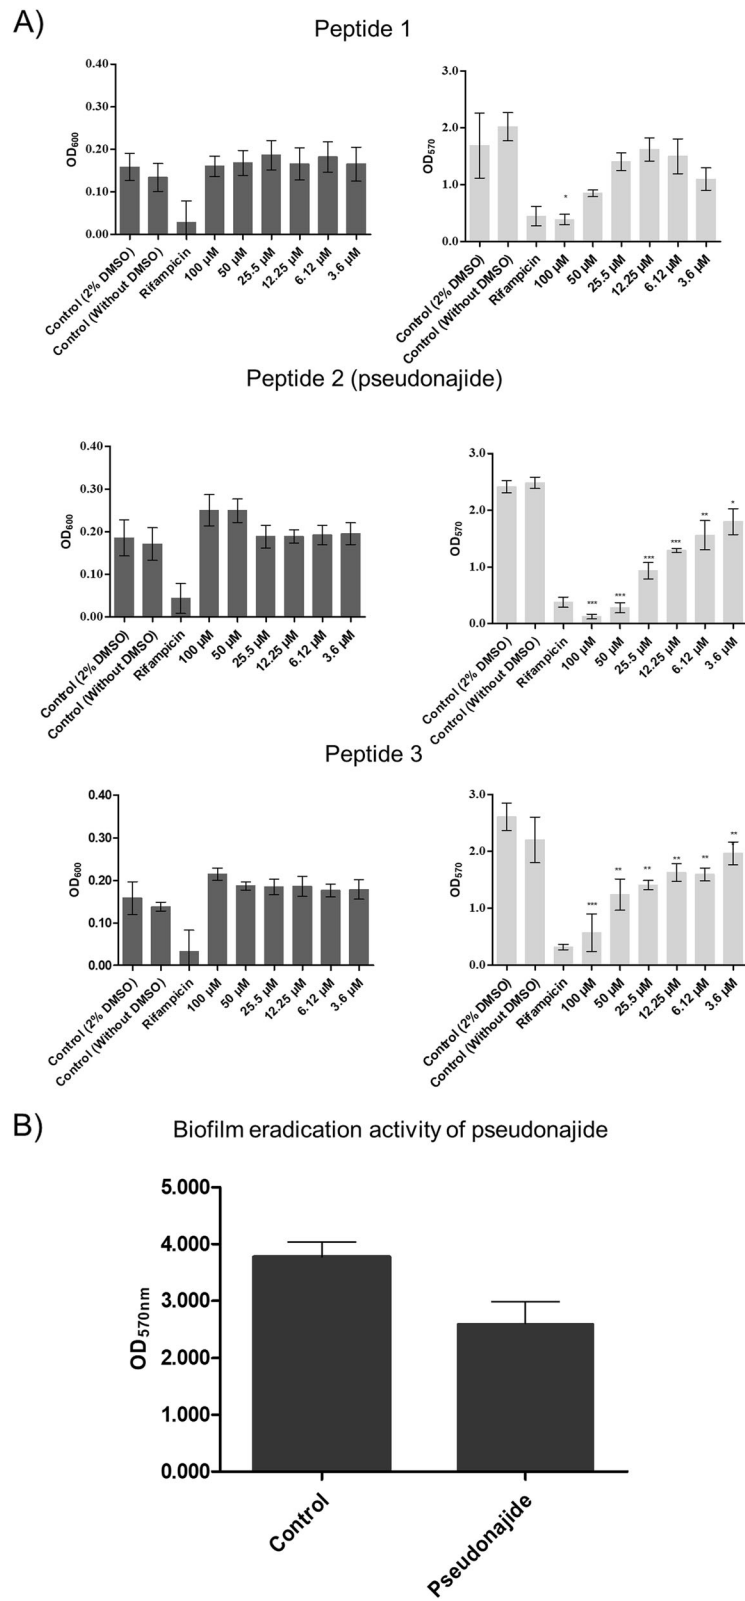 A)
Peptide 1
0.40
0.30
0.20
0.10
0.00
OD600
Control (2% DMSO)
Control (Without DMSO)
Rifampicin
100 µM
50 µM
25.5 µM
12.25 µM
6.12 µM
3.6 µM
3.0
2.0
1.0
0.0
OD570
*
Control (2% DMSO)
Control (Without DMSO)
Rifampicin
100 µM
50 µM
25.5 µM
12.25 µM
6.12 µM
3.6 µM
Peptide 2 (pseudonajide)
0.40
0.30
0.20
0.10
0.00
OD600
Control (2% DMSO)
Control (Without DMSO)
Rifampicin
100 µM
50 µM
25.5 µM
12.25 µM
6.12 µM
3.6 µM
3.0
2.0
1.0
0.0
OD570
***
***
***
***
**
*
Control (2% DMSO)
Control (Without DMSO)
Rifampicin
100 µM
50 µM
25.5 µM
12.25 µM
6.12 µM
3.6 µM
Peptide 3
0.40
0.30
0.20
0.10
0.00
OD600
Control (2% DMSO)
Control (Without DMSO)
Rifampicin
100 µM
50 µM
25.5 µM
12.25 µM
6.12 µM
3.6 µM
3.0
2.0
1.0
0.0
OD570
***
**
**
**
**
**
Control (2% DMSO)
Control (Without DMSO)
Rifampicin
100 µM
50 µM
25.5 µM
12.25 µM
6.12 µM
3.6 µM
B)
Biofilm eradication activity of pseudonajide
5.000
4.000
3.000
2.000
1.000
0.000
OD570nm
Control
Pseudonajide